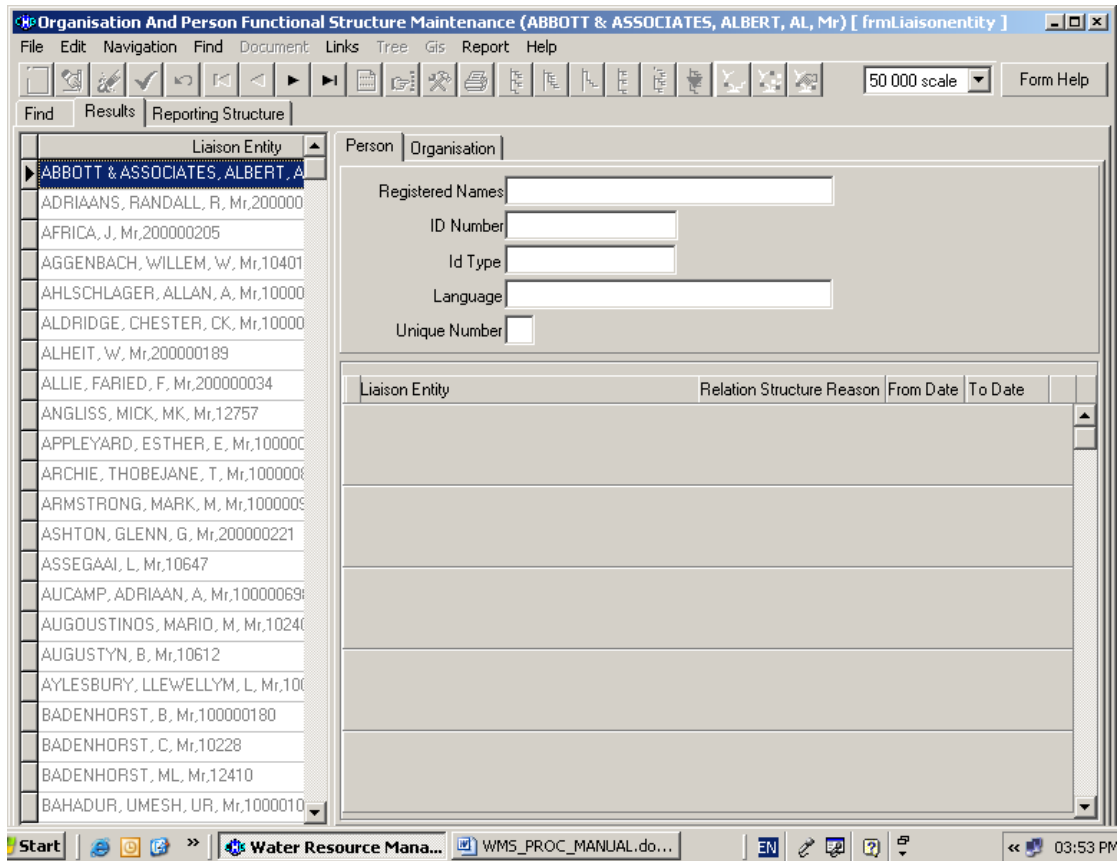 Organisation And Person Functional Structure Maintenance (ABBOTT & ASSOCIATES, ALBERT, AL, Mr) [ frmLiaisonentity ]
File Edit Navigation Find Document Links Tree Gis Report Help
50 000 scale Form Help
Find Results Reporting Structure
Liaison Entity
ABBOTT & ASSOCIATES, ALBERT, A
ADRIAANS, RANDALL, R, Mr,200000
AFRICA, J, Mr,200000205
AGGENBACH, WILLEM, W, Mr,10401
AHLSCHLAGER, ALLAN, A, Mr,10000
ALDRIDGE, CHESTER, CK, Mr,10000
ALHEIT, W, Mr,200000189
ALLIE, FARIED, F, Mr,200000034
ANGLISS, MICK, MK, Mr,12757
APPLEYARD, ESTHER, E, Mr,100000
ARCHIE, THOBEJANE, T, Mr,1000008
ARMSTRONG, MARK, M, Mr,1000009
ASHTON, GLENN, G, Mr,200000221
ASSEGAAI, L, Mr,10647
AUCAMP, ADRIAAN, A, Mr,10000069
AUGOUSTINOS, MARIO, M, Mr,10240
AUGUSTYN, B, Mr,10612
AYLESBURY, LLEWELLYM, L, Mr,100
BADENHORST, B, Mr,100000180
BADENHORST, C, Mr,10228
BADENHORST, ML, Mr,12410
BAHADUR, UMESH, UR, Mr,1000010
Person Organisation
Registered Names
ID Number
Id Type
Language
Unique Number
Liaison Entity Relation Structure Reason From Date To Date
Start » Water Resource Mana... WMS_PROC_MANUAL.do... EN « 03:53 PM